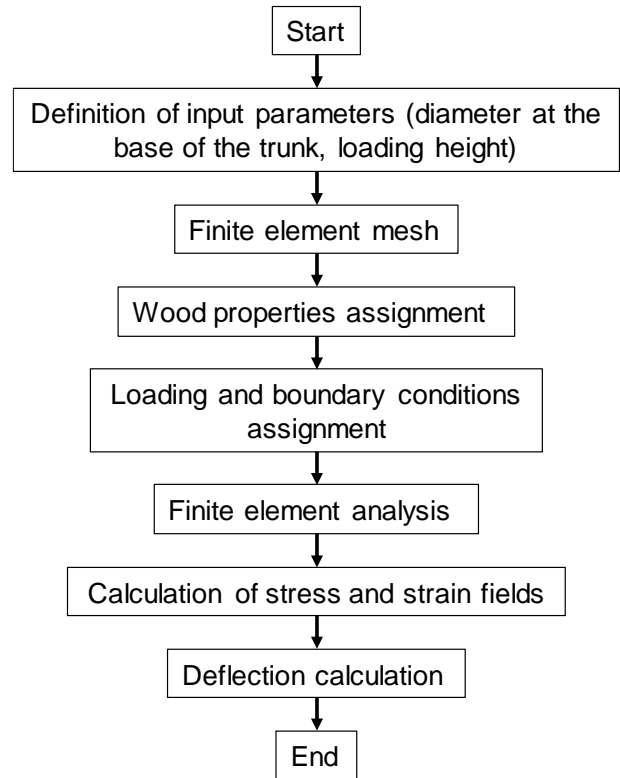 Start
Definition of input parameters (diameter at the
base of the trunk, loading height)
Finite element mesh
Wood properties assignment
Loading and boundary conditions
assignment
Finite element analysis
Calculation of stress and strain fields
Deflection calculation
End